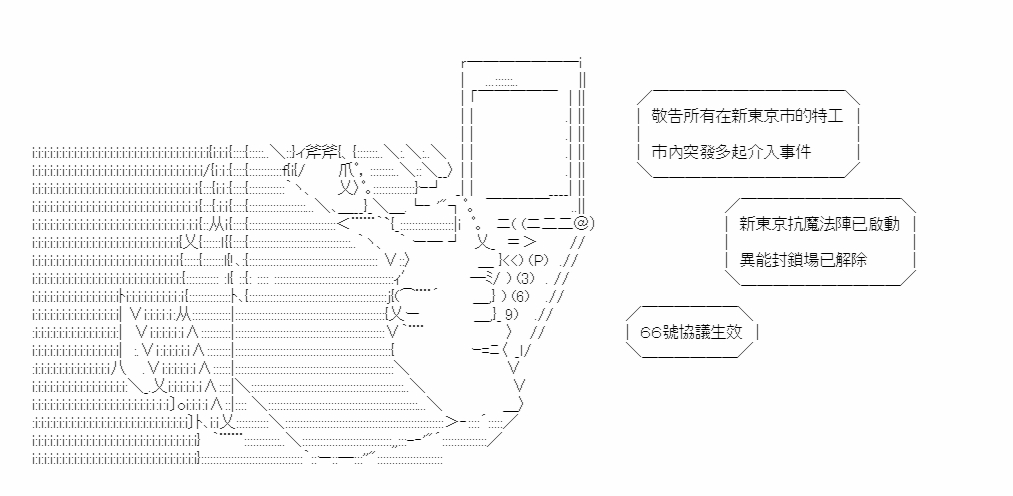 敬告所有在新東京市的特工
市內突發多起介入事件
新東京抗魔法陣已啟動
異能封鎖場已解除
66號協議生效